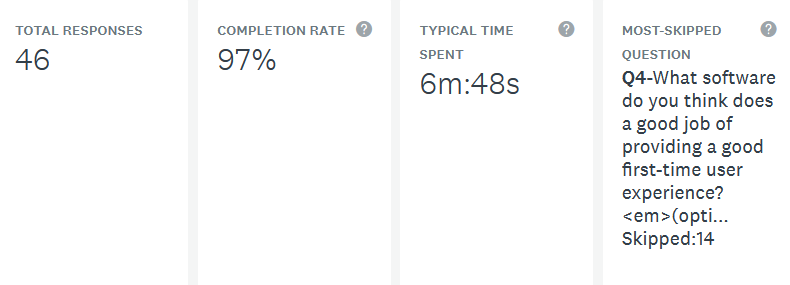 TOTAL RESPONSES
46
COMPLETION RATE ?
97%
TYPICAL TIME ?
SPENT
6m:48s
MOST-SKIPPED ?
QUESTION
Q4-What software
do you think does
a good job of
providing a good
first-time user
experience?
<em>(opti...
Skipped:14